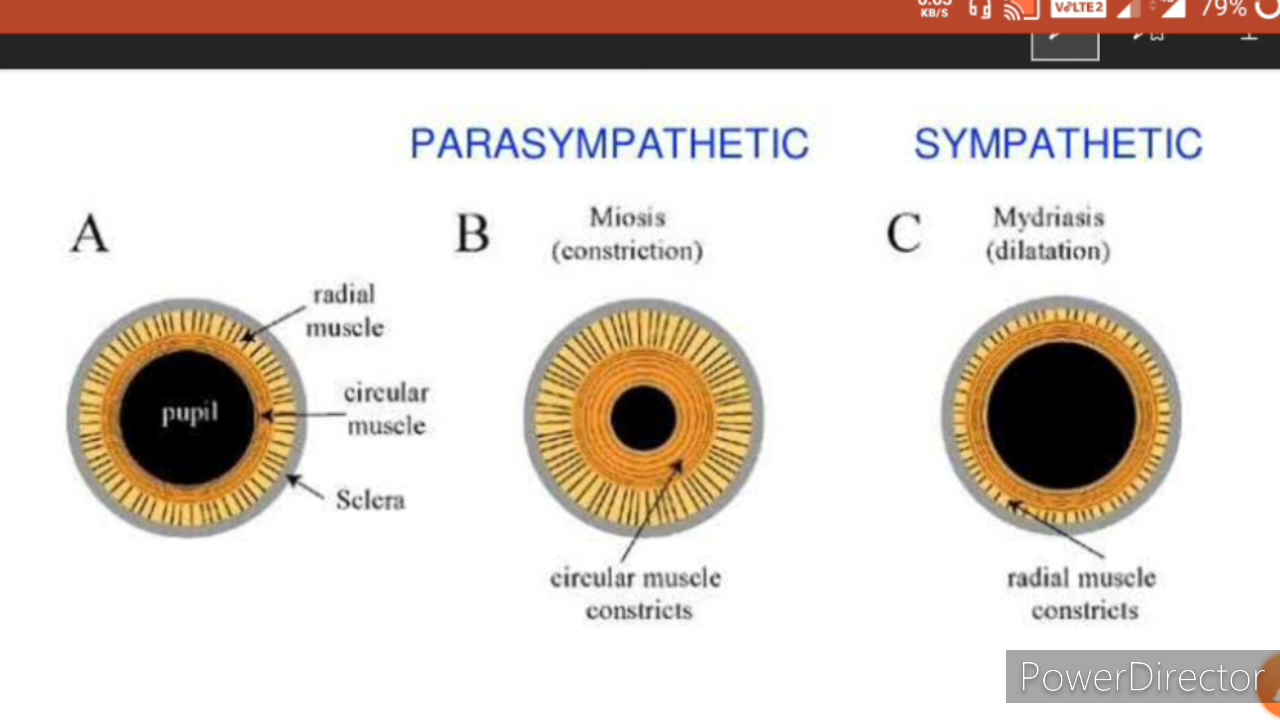 KB/S
VoLTE2
79%
PARASYMPATHETIC
SYMPATHETIC
A
B
Miosis
(constriction)
C
Mydriasis
(dilatation)
radial
muscle
circular
muscle
pupil
Sclera
circular muscle
constricts
radial muscle
constricts
PowerDirector